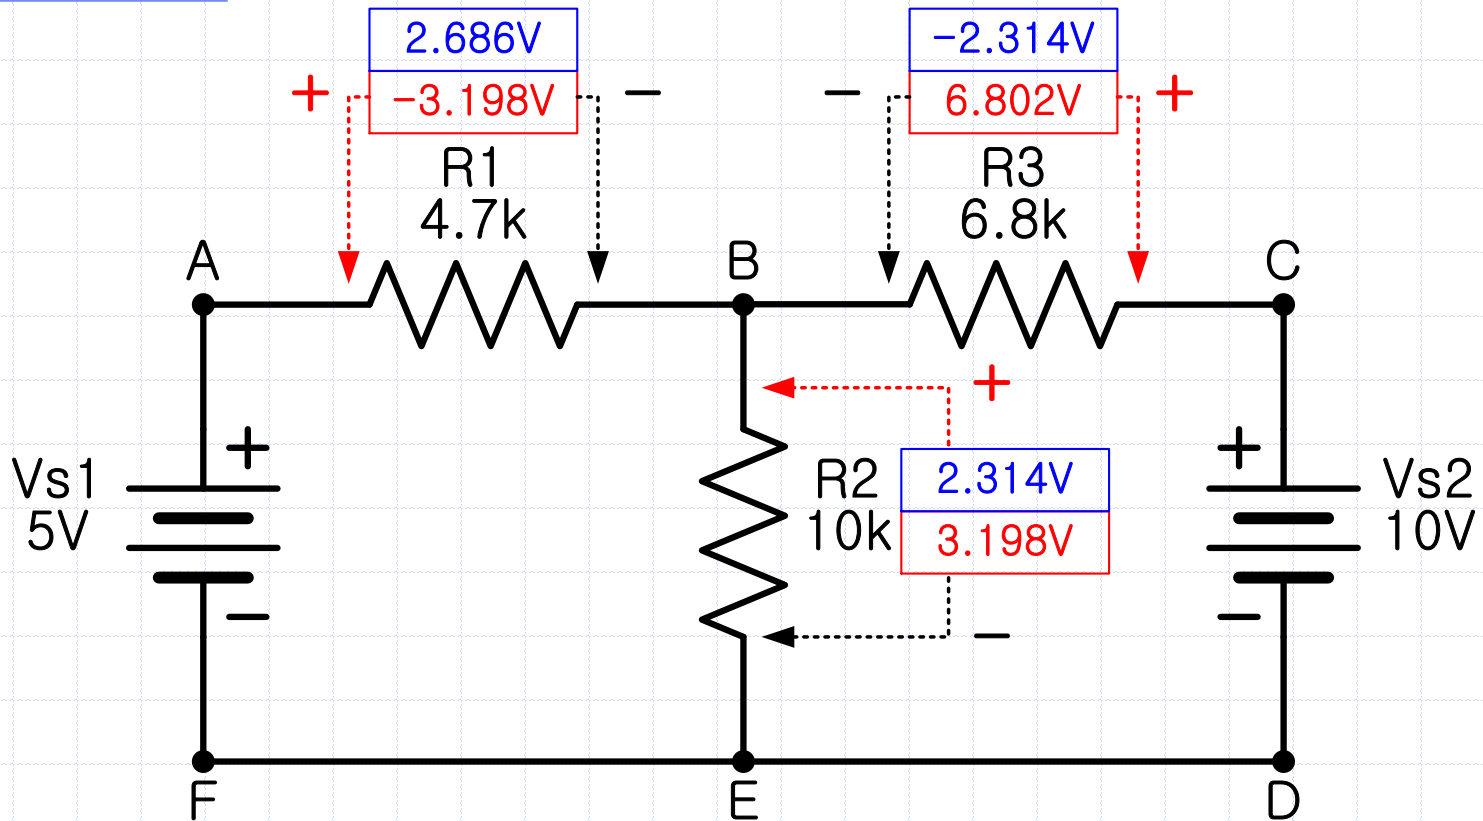 2.686V
-3.198V
+
−
R1
4.7k
-2.314V
6.802V
−
+
R3
6.8k
A
B
C
+
Vs1
5V
−
+
R2
10k
2.314V
3.198V
−
+
Vs2
10V
−
F
E
D